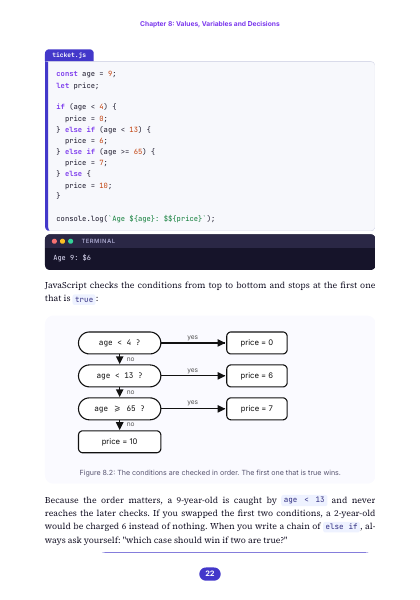 Chapter 8: Values, Variables and Decisions
ticket.js
const age = 9;
let price;
if (age < 4) {
price = 0;
} else if (age < 13) {
price = 6;
} else if (age >= 65) {
price = 7;
} else {
price = 10;
}
console.log(`Age ${age}: $${price}`);
TERMINAL
Age 9: $6
JavaScript checks the conditions from top to bottom and stops at the first one
that is true:
age < 4 ?
yes
price = 0
no
age < 13 ?
yes
price = 6
no
age ⩾ 65 ?
yes
price = 7
no
price = 10
Figure 8.2: The conditions are checked in order. The first one that is true wins.
Because the order matters, a 9-year-old is caught by age < 13 and never
reaches the later checks. If you swapped the first two conditions, a 2-year-old
would be charged 6 instead of nothing. When you write a chain of else if, al-
ways ask yourself: "which case should win if two are true?"
22